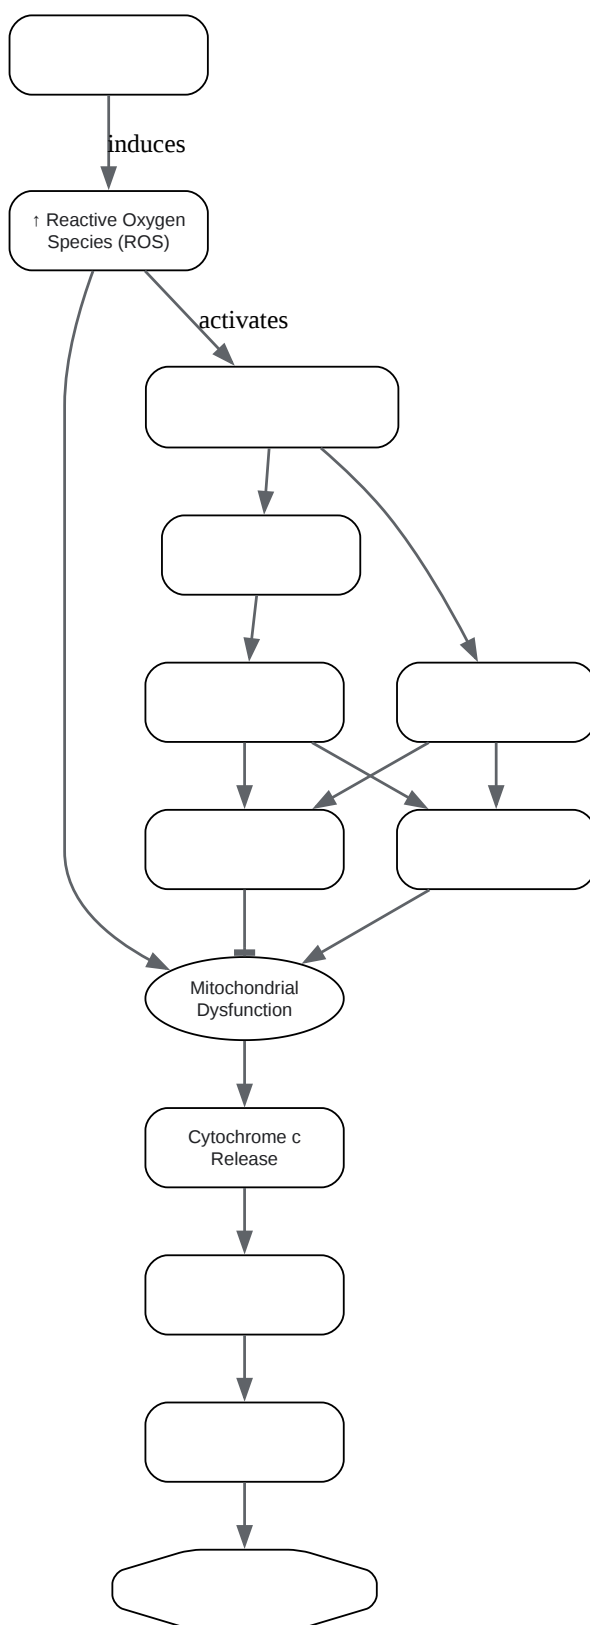 induces
↑ Reactive Oxygen
Species (ROS)
activates
Mitochondrial
Dysfunction
Cytochrome c
Release